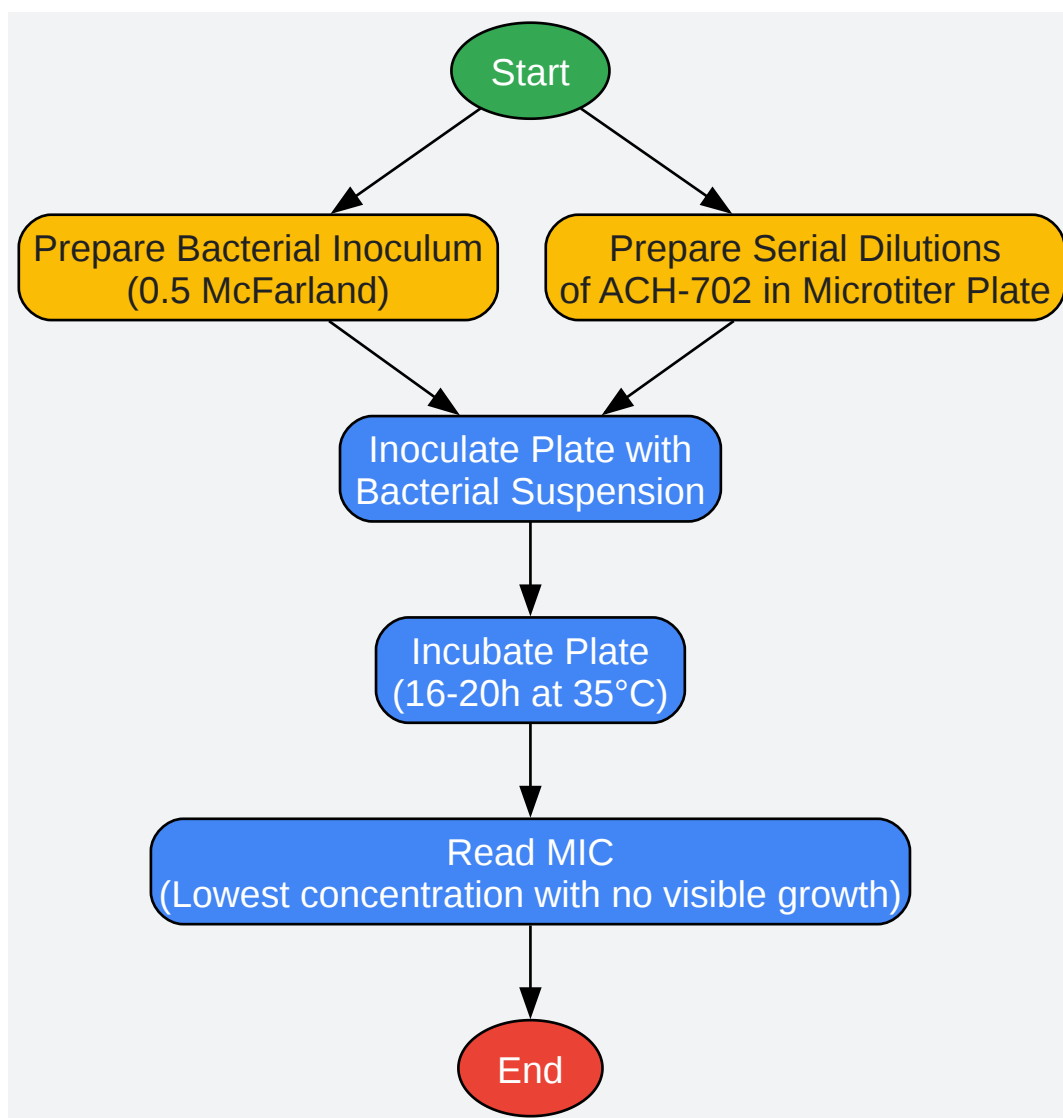 Start
Prepare Bacterial Inoculum
(0.5 McFarland)
Prepare Serial Dilutions
of ACH-702 in Microtiter Plate
Inoculate Plate with
Bacterial Suspension
Incubate Plate
(16-20h at 35°C)
Read MIC
(Lowest concentration with no visible growth)
End